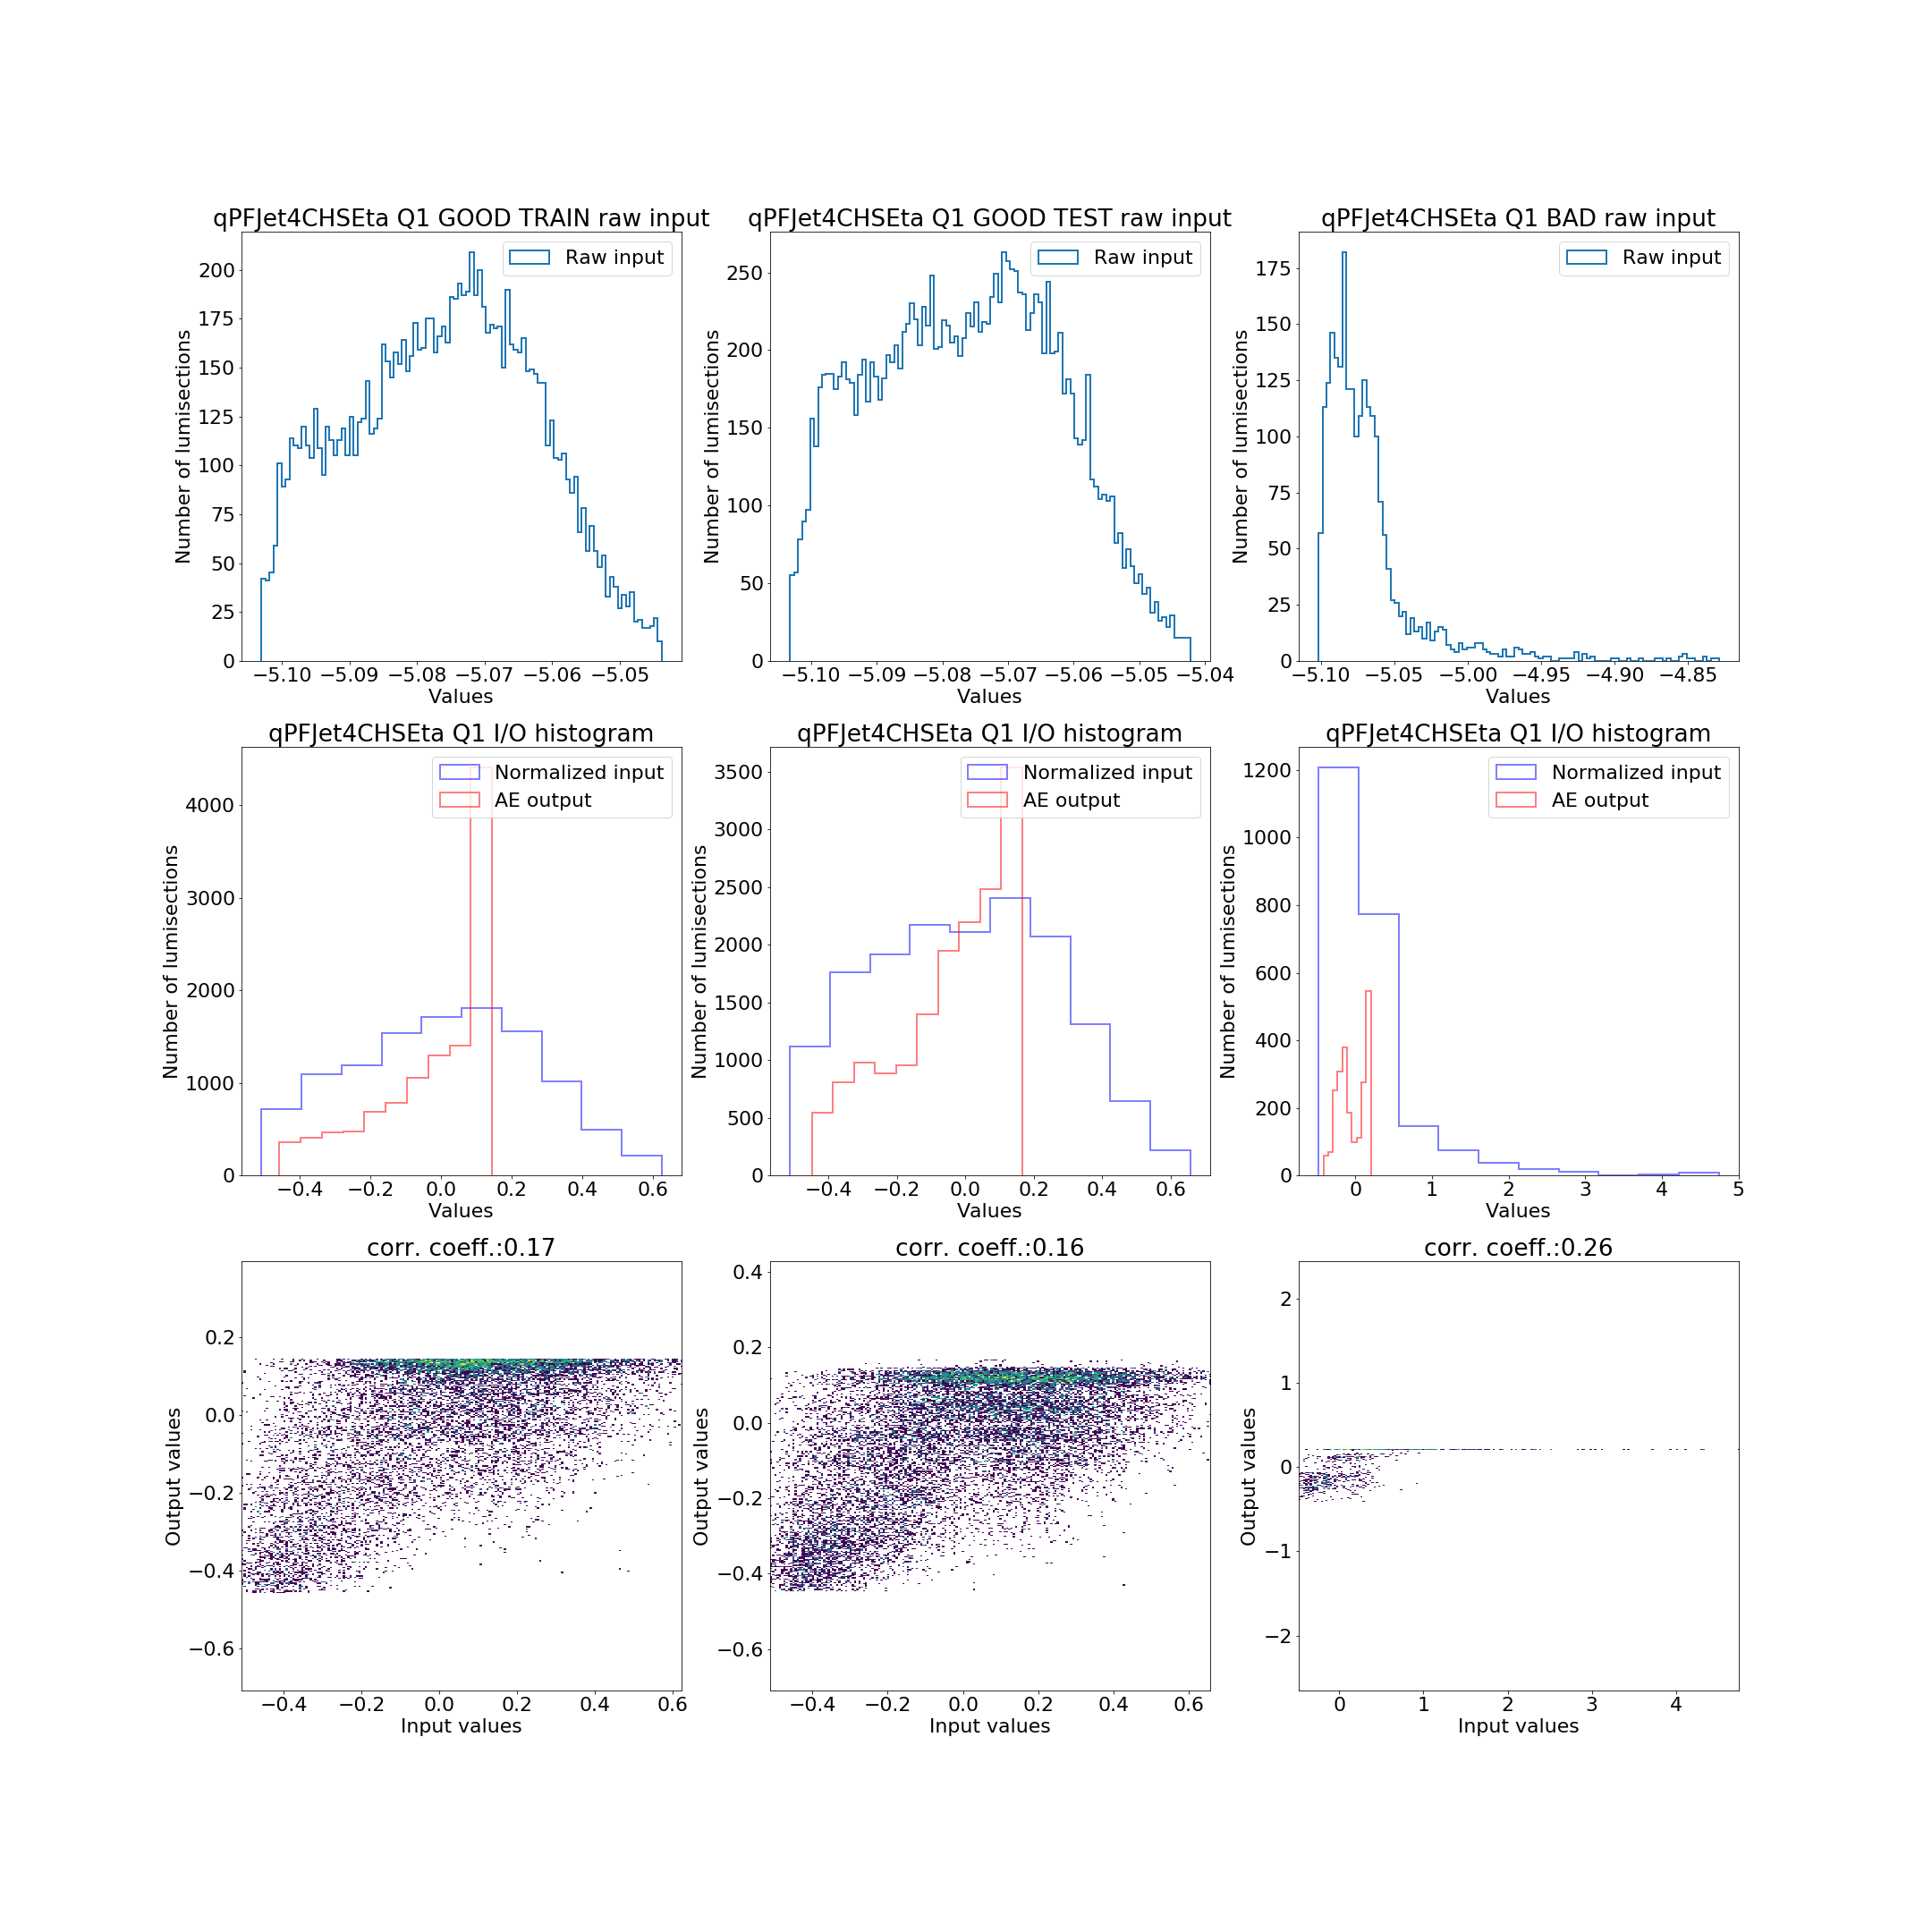 qPFJet4CHSEta Q1 GOOD TRAIN raw input
Raw input
Number of lumisections
200
175
150
125
100
75
50
25
0
−5.10 −5.09 −5.08 −5.07 −5.06 −5.05
Values
qPFJet4CHSEta Q1 GOOD TEST raw input
Raw input
Number of lumisections
250
200
150
100
50
0
−5.10 −5.09 −5.08 −5.07 −5.06 −5.05 −5.04
Values
qPFJet4CHSEta Q1 BAD raw input
Raw input
Number of lumisections
175
150
125
100
75
50
25
0
−5.10 −5.05 −5.00 −4.95 −4.90 −4.85
Values
qPFJet4CHSEta Q1 I/O histogram
Normalized input
AE output
Number of lumisections
4000
3000
2000
1000
0
−0.4 −0.2 0.0 0.2 0.4 0.6
Values
qPFJet4CHSEta Q1 I/O histogram
Normalized input
AE output
Number of lumisections
3500
3000
2500
2000
1500
1000
500
0
−0.4 −0.2 0.0 0.2 0.4 0.6
Values
qPFJet4CHSEta Q1 I/O histogram
Normalized input
AE output
Number of lumisections
1200
1000
800
600
400
200
0
0 1 2 3 4 5
Values
corr. coeff.:0.17
Output values
0.2
0.0
−0.2
−0.4
−0.6
−0.4 −0.2 0.0 0.2 0.4 0.6
Input values
corr. coeff.:0.16
Output values
0.4
0.2
0.0
−0.2
−0.4
−0.6
−0.4 −0.2 0.0 0.2 0.4 0.6
Input values
corr. coeff.:0.26
Output values
2
1
0
−1
−2
0 1 2 3 4
Input values